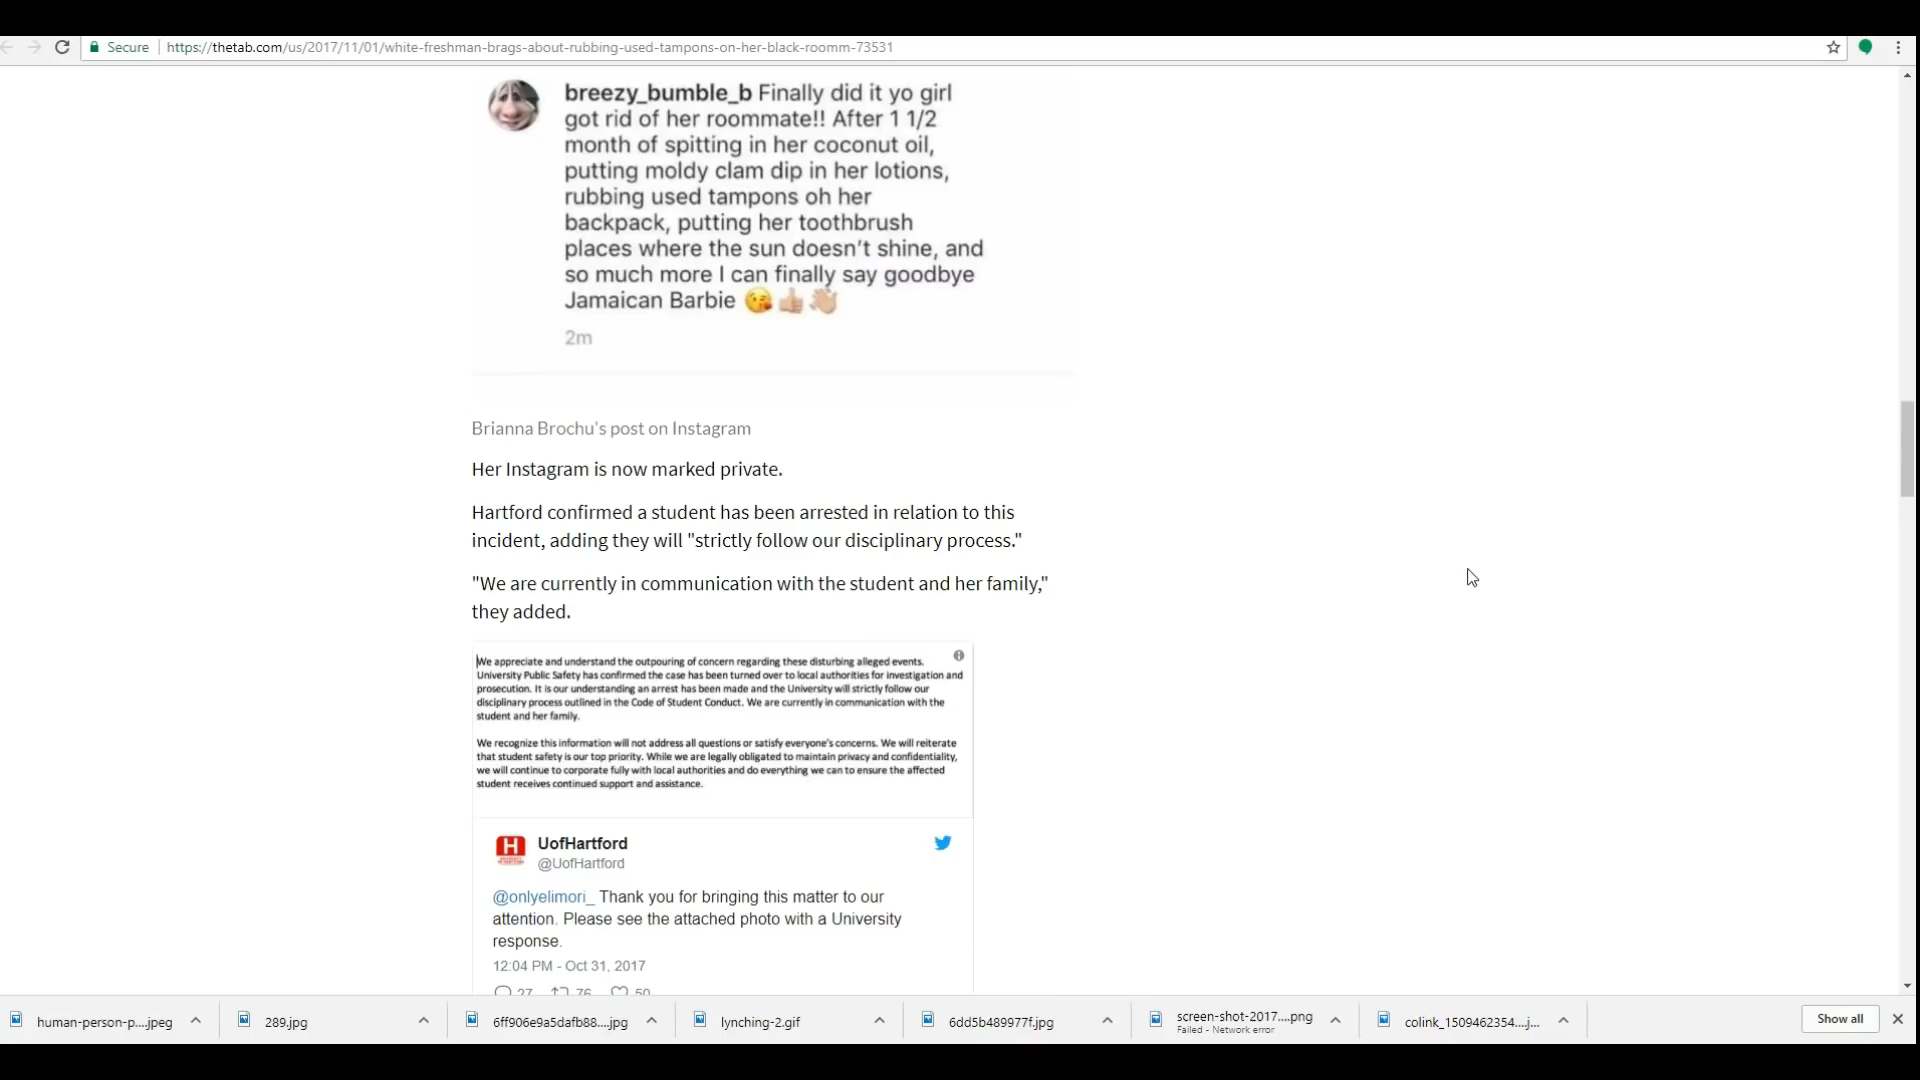 Secure https://thetab.com/us/2017/11/01/white-freshman-brags-about-rubbing-used-tampons-on-her-black-roomm-73531
breezy_bumble_b Finally did it yo girl
got rid of her roommate!! After 1 1/2
month of spitting in her coconut oil,
putting moldy clam dip in her lotions,
rubbing used tampons oh her
backpack, putting her toothbrush
places where the sun doesn't shine, and
so much more I can finally say goodbye
Jamaican Barbie 😘👍🏼👏🏼
2m
Brianna Brochu's post on Instagram
Her Instagram is now marked private.
Hartford confirmed a student has been arrested in relation to this
incident, adding they will "strictly follow our disciplinary process."
"We are currently in communication with the student and her family,"
they added.
We appreciate and understand the outpouring of concern regarding these disturbing alleged events.
University Public Safety has confirmed the case has been turned over to local authorities for investigation and
prosecution. It is our understanding an arrest has been made and the University will strictly follow our
disciplinary process outlined in the Code of Student Conduct. We are currently in communication with the
student and her family.
We recognize this information will not address all questions or satisfy everyone's concerns. We will reiterate
that student safety is our top priority. While we are legally obligated to maintain privacy and confidentiality,
we will continue to corporate fully with local authorities and do everything we can to ensure the affected
student receives continued support and assistance.
H
UofHartford
@UofHartford
@onlyelimori_ Thank you for bringing this matter to our
attention. Please see the attached photo with a University
response.
12:04 PM - Oct 31, 2017
27 76 50
human-person-p....jpeg
289.jpg
6ff906e9a5dafb88....jpg
lynching-2.gif
6dd5b489977f.jpg
screen-shot-2017....png
Failed - Network error
colink_1509462354....j...
Show all